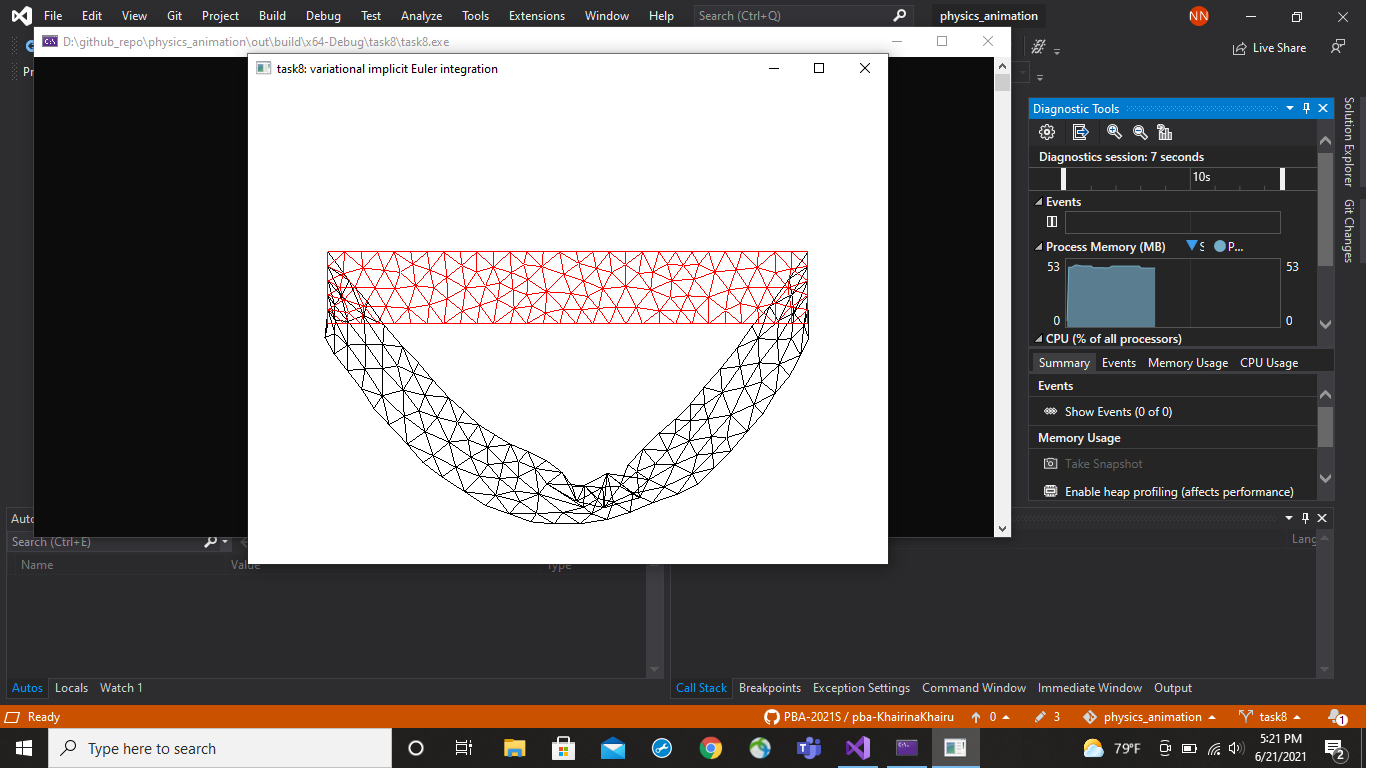 File Edit View Git Project Build Debug Test Analyze Tools Extensions Window Help Search (Ctrl+Q) physics_animation NN
D:\github_repo\physics_animation\out\build\x64-Debug\task8\task8.exe
Live Share
task8: variational implicit Euler integration
Pr
Diagnostic Tools
Diagnostics session: 7 seconds
10s
Events
Process Memory (MB) S P...
53 53
0 0
CPU (% of all processors)
Summary Events Memory Usage CPU Usage
Events
Show Events (0 of 0)
Memory Usage
Take Snapshot
Enable heap profiling (affects performance)
Solution Explorer
Git Changes
Auto
Search (Ctrl+E)
Lang
Name Value Type
Autos Locals Watch 1
Call Stack Breakpoints Exception Settings Command Window Immediate Window Output
Ready PBA-2021S / pba-KhairinaKhairu 0 3 physics_animation task8 1
Type here to search
79°F
5:21 PM
6/21/2021
2